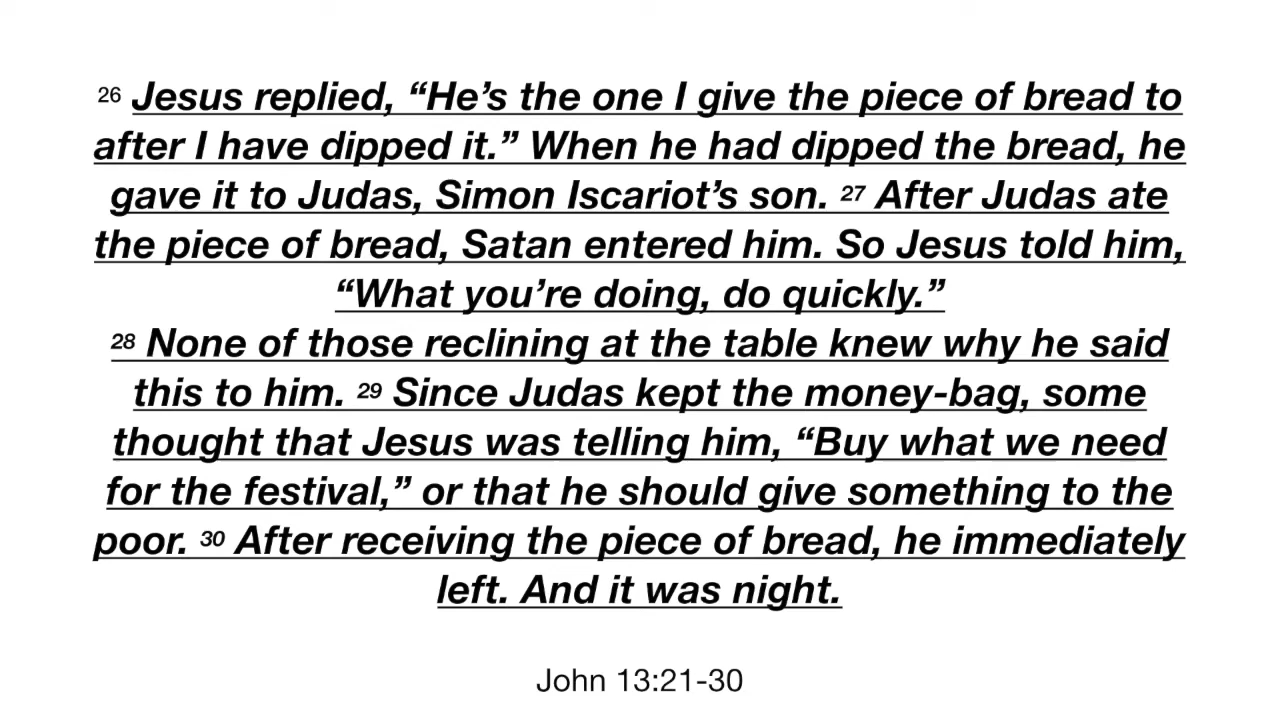 26 Jesus replied, “He’s the one I give the piece of bread to
after I have dipped it.” When he had dipped the bread, he
gave it to Judas, Simon Iscariot’s son. 27 After Judas ate
the piece of bread, Satan entered him. So Jesus told him,
“What you’re doing, do quickly.”
28 None of those reclining at the table knew why he said
this to him. 29 Since Judas kept the money-bag, some
thought that Jesus was telling him, “Buy what we need
for the festival,” or that he should give something to the
poor. 30 After receiving the piece of bread, he immediately
left. And it was night.
John 13:21-30